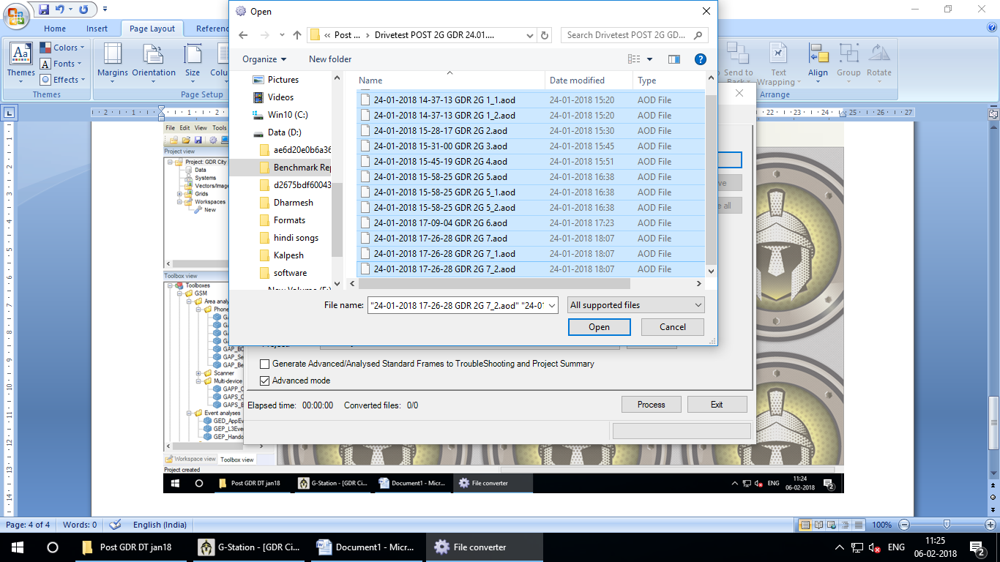 Open
Home Insert Page Layout Referenc
Post ... Drivetest POST 2G GDR 24.01....
Search Drivetest POST 2G GD...
Organize New folder
Themes
Colors
Fonts
Effects
Themes
Margins Orientation Size Colu
Page Setup
Send to
Back
Text
Wrapping
Align Group Rotate
Arrange
Pictures
Videos
Win10 (C:)
Data (D:)
ae6d20e0b6a36
Benchmark Rep
d2675bdf60043
Dharmesh
Formats
hindi songs
Kalpesh
software
Name Date modified Type
24-01-2018 14-37-13 GDR 2G 1_1.aod 24-01-2018 15:20 AOD File
24-01-2018 14-37-13 GDR 2G 1_2.aod 24-01-2018 15:20 AOD File
24-01-2018 15-28-17 GDR 2G 2.aod 24-01-2018 15:30 AOD File
24-01-2018 15-31-00 GDR 2G 3.aod 24-01-2018 15:45 AOD File
24-01-2018 15-45-19 GDR 2G 4.aod 24-01-2018 15:51 AOD File
24-01-2018 15-58-25 GDR 2G 5.aod 24-01-2018 16:38 AOD File
24-01-2018 15-58-25 GDR 2G 5_1.aod 24-01-2018 16:38 AOD File
24-01-2018 15-58-25 GDR 2G 5_2.aod 24-01-2018 16:38 AOD File
24-01-2018 17-09-04 GDR 2G 6.aod 24-01-2018 17:23 AOD File
24-01-2018 17-26-28 GDR 2G 7.aod 24-01-2018 18:07 AOD File
24-01-2018 17-26-28 GDR 2G 7_1.aod 24-01-2018 18:07 AOD File
24-01-2018 17-26-28 GDR 2G 7_2.aod 24-01-2018 18:07 AOD File
File name: "24-01-2018 17-26-28 GDR 2G 7_2.aod" "24-01
All supported files
Open Cancel
File Edit View Tools
Project view
Project: GDR City
Data
Systems
Vectors/Image
Grids
Workspaces
New
Toolbox view
Toolboxes
GSM
Area analy
Phone
GAP_BC
GAP_Se
GAP_Be
Scanner
Multi-device
GAPP_C
GAPS_C
GAPS_B
Event analyses
GED_AppEv
GEP_L3Eve
GEP_Hando
Workspace view Toolbox view
Project created
Generate Advanced/Analysed Standard Frames to TroubleShooting and Project Summary
Advanced mode
Elapsed time: 00:00:00 Converted files: 0/0
Process Exit
Post GDR DT jan18 G-Station - [GDR Ci... Document1 - Micr... File converter
ENG 11:24
06-02-2018 2
Page: 4 of 4 Words: 0 English (India) 100%
Post GDR DT jan18 G-Station - [GDR Ci... Document1 - Micr... File converter
ENG 11:25
06-02-2018 2